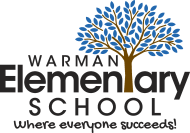 WARMAN
Elementary
SCHOOL
Where everyone succeeds!